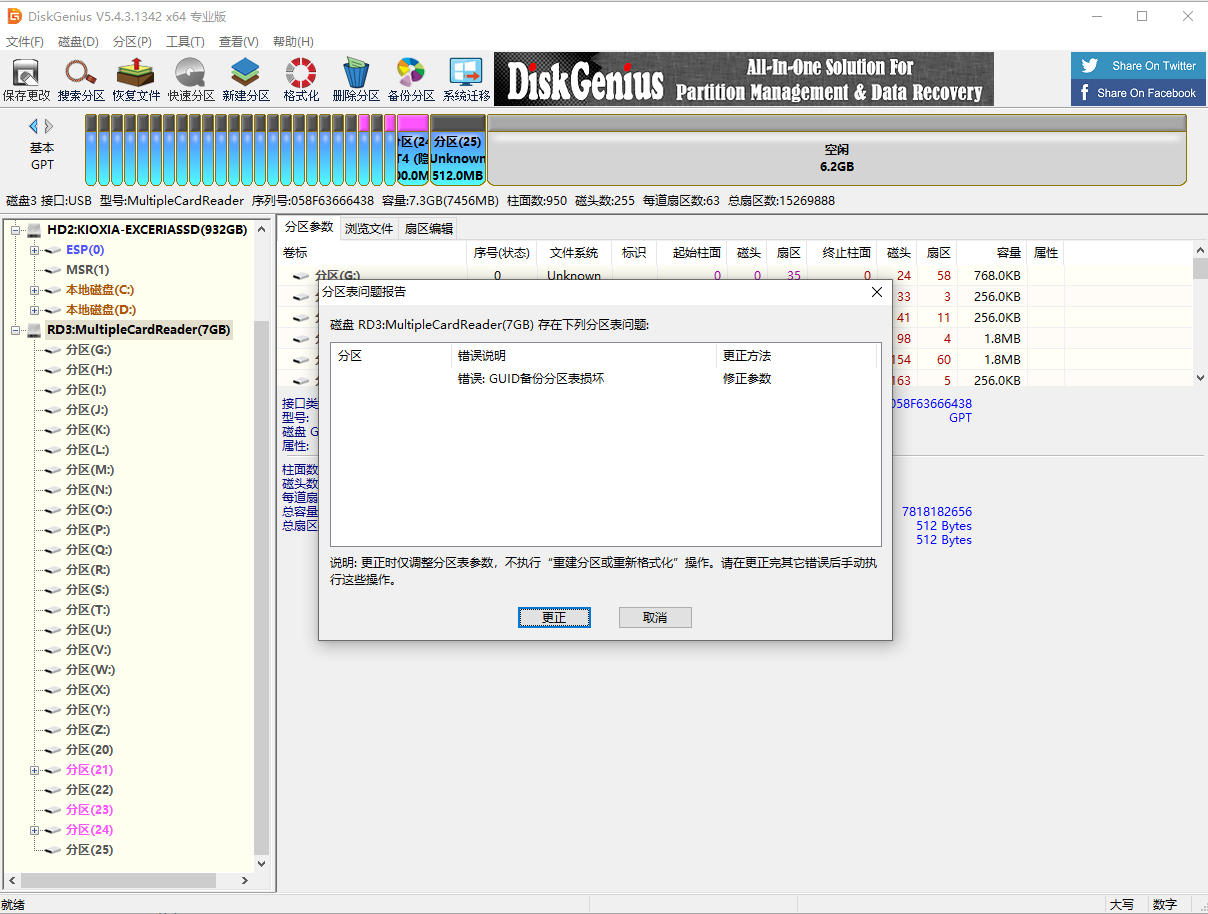 DiskGenius V5.4.3.1342 x64 专业版
文件(F) 磁盘(D) 分区(P) 工具(T) 查看(V) 帮助(H)
保存更改 搜索分区 恢复文件 快速分区 新建分区 格式化 删除分区 备份分区 系统迁移
DiskGenius
All-In-One Solution For
Partition Management & Data Recovery
Share On Twitter
Share On Facebook
基本
GPT
分区(24
T4 (隐
00.0M
分区(25)
Unknown
512.0MB
空闲
6.2GB
磁盘3 接口:USB 型号:MultipleCardReader 序列号:058F63666438 容量:7.3GB(7456MB) 柱面数:950 磁头数:255 每道扇区数:63 总扇区数:15269888
HD2:KIOXIA-EXCERIASSD(932GB)
ESP(0)
MSR(1)
本地磁盘(C:)
本地磁盘(D:)
RD3:MultipleCardReader(7GB)
分区(G:)
分区(H:)
分区(I:)
分区(J:)
分区(K:)
分区(L:)
分区(M:)
分区(N:)
分区(O:)
分区(P:)
分区(Q:)
分区(R:)
分区(S:)
分区(T:)
分区(U:)
分区(V:)
分区(W:)
分区(X:)
分区(Y:)
分区(Z:)
分区(20)
分区(21)
分区(22)
分区(23)
分区(24)
分区(25)
分区参数 浏览文件 扇区编辑
卷标 序号(状态) 文件系统 标识 起始柱面 磁头 扇区 终止柱面 磁头 扇区 容量 属性
分区(G:) 0 Unknown 0 0 35 0 24 58 768.0KB
33 3 256.0KB
41 11 256.0KB
98 4 1.8MB
154 60 1.8MB
163 5 256.0KB
接口类
058F63666438
型号:
GPT
磁盘 G
属性:
柱面数
磁头数
每道扇
总容量
7818182656
总扇区
512 Bytes
512 Bytes
分区表问题报告
磁盘 RD3:MultipleCardReader(7GB) 存在下列分区表问题:
分区 错误说明 更正方法
错误: GUID备份分区表损坏 修正参数
说明: 更正时仅调整分区表参数，不执行“重建分区或重新格式化”操作。请在更正完其它错误后手动执
行这些操作。
更正 取消
就绪
大写 数字